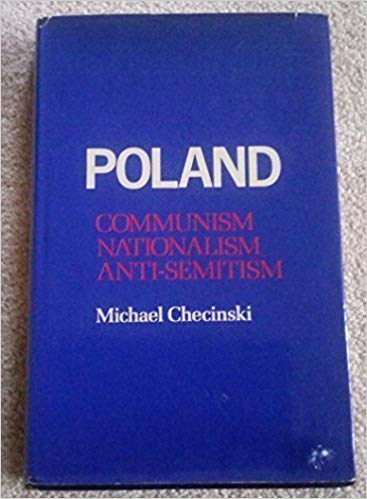 POLAND
COMMUNISM
NATIONALISM
ANTI-SEMITISM
Michael Checinski